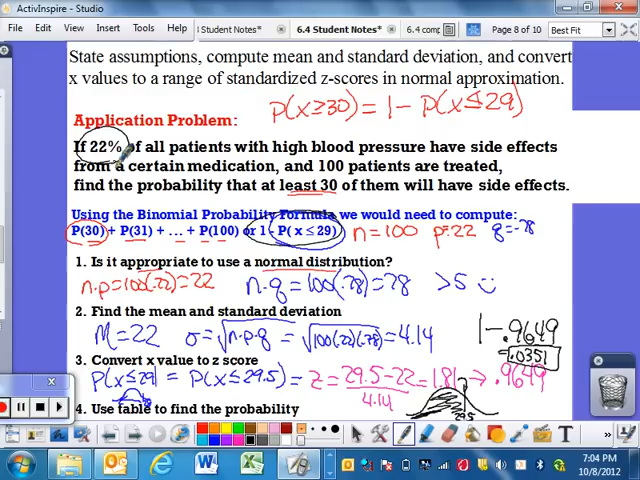 ActivInspire - Studio
File Edit View Insert Tools Help
rt Student Notes* 6.4 Student Notes* 6.4 comp Page 8 of 10 Best Fit
State assumptions, compute mean and standard deviation, and convert
x values to a range of standardized z-scores in normal approximation.
P(x≥30) = 1 - P(x≤29)
Application Problem:
If 22% of all patients with high blood pressure have side effects
from a certain medication, and 100 patients are treated,
find the probability that at least 30 of them will have side effects.
Using the Binomial Probability Formula we would need to compute:
P(30) + P(31) + … + P(100) or 1 - P( x ≤ 29) n=100 p=.22 q=.78
1. Is it appropriate to use a normal distribution?
n·p=100(.22)=22 n·q=100(.78)=78 >5
2. Find the mean and standard deviation
M=22 σ=√n·p·q = √100(.22)(.78) = 4.14
1-.9649
=.0351
3. Convert x value to z score
P(x≤29) = P(x≤29.5) = z = 29.5-22 = 1.81 → .9649
4.14
29.5
4. Use table to find the probability
7:04 PM
10/8/2012